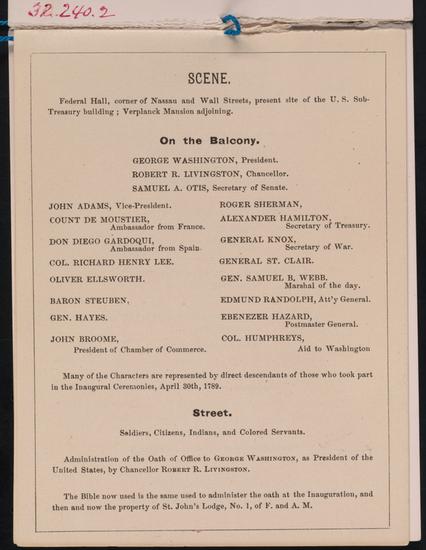 32.240.2
SCENE.
Federal Hall, corner of Nassau and Wall Streets, present site of the U. S. Sub-
Treasury building ; Verplanck Mansion adjoining.
On the Balcony.
GEORGE WASHINGTON, President.
ROBERT R. LIVINGSTON, Chancellor.
SAMUEL A. OTIS, Secretary of Senate.
JOHN ADAMS, Vice-President.
COUNT DE MOUSTIER,
Ambassador from France.
DON DIEGO GARDOQUI,
Ambassador from Spain.
COL. RICHARD HENRY LEE.
OLIVER ELLSWORTH.
BARON STEUBEN,
GEN. HAYES.
JOHN BROOME,
President of Chamber of Commerce.
ROGER SHERMAN,
ALEXANDER HAMILTON,
Secretary of Treasury.
GENERAL KNOX,
Secretary of War.
GENERAL ST. CLAIR.
GEN. SAMUEL B. WEBB.
Marshal of the day.
EDMUND RANDOLPH, Att'y General.
EBENEZER HAZARD,
Postmaster General.
COL. HUMPHREYS,
Aid to Washington
Many of the Characters are represented by direct descendants of those who took part
in the Inaugural Ceremonies, April 30th, 1789.
Street.
Soldiers, Citizens, Indians, and Colored Servants.
Administration of the Oath of Office to GEORGE WASHINGTON, as President of the
United States, by Chancellor ROBERT R. LIVINGSTON.
The Bible now used is the same used to administer the oath at the Inauguration, and
then and now the property of St. John's Lodge, No. 1, of F. and A. M.